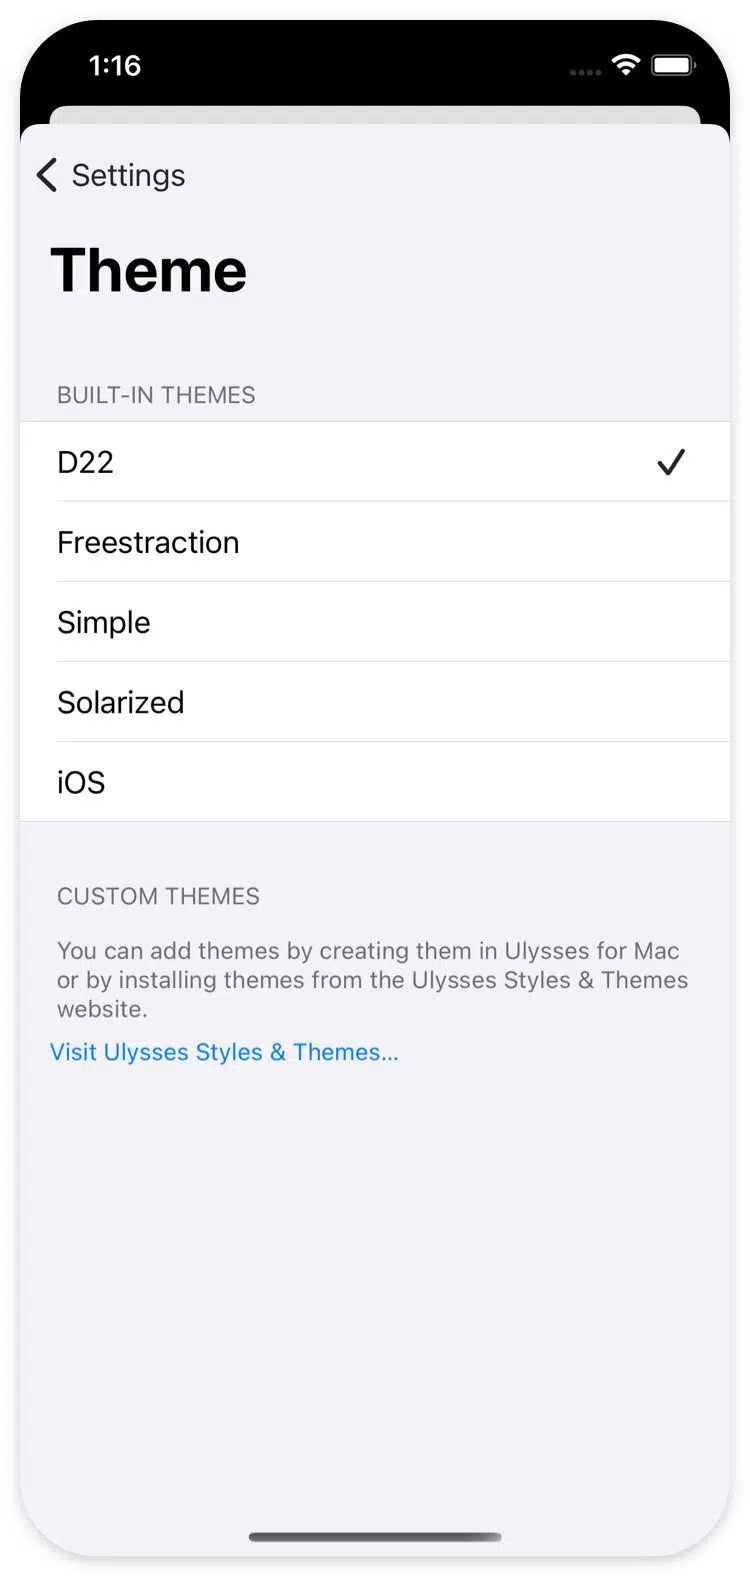 1:16
Settings
Theme
BUILT-IN THEMES
D22
Freestraction
Simple
Solarized
iOS
CUSTOM THEMES
You can add themes by creating them in Ulysses for Mac
or by installing themes from the Ulysses Styles & Themes
website.
Visit Ulysses Styles & Themes...